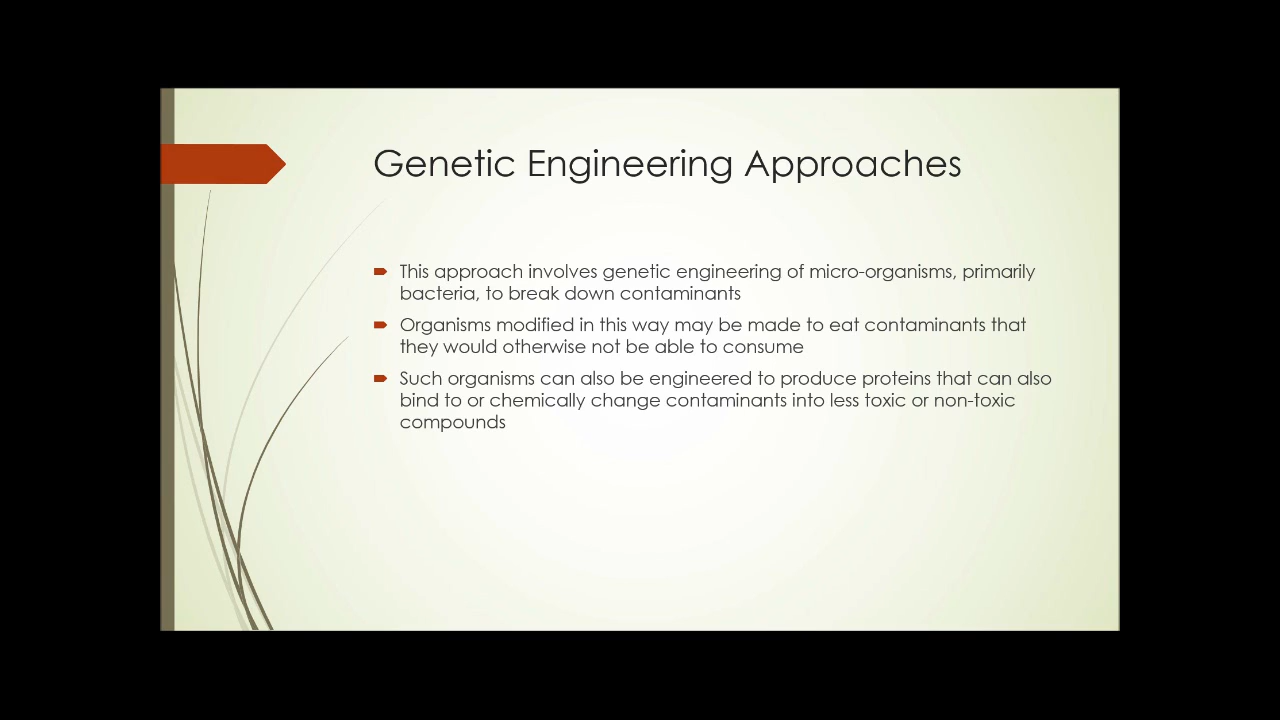 Genetic Engineering Approaches
This approach involves genetic engineering of micro-organisms, primarily
bacteria, to break down contaminants
Organisms modified in this way may be made to eat contaminants that
they would otherwise not be able to consume
Such organisms can also be engineered to produce proteins that can also
bind to or chemically change contaminants into less toxic or non-toxic
compounds